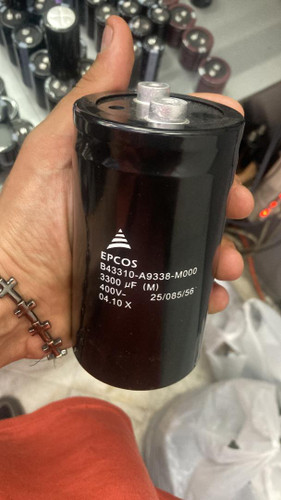 EPCOS
B43310-A9338-M000
3300 µF (M)
400V- 25/085/56
04.10 X